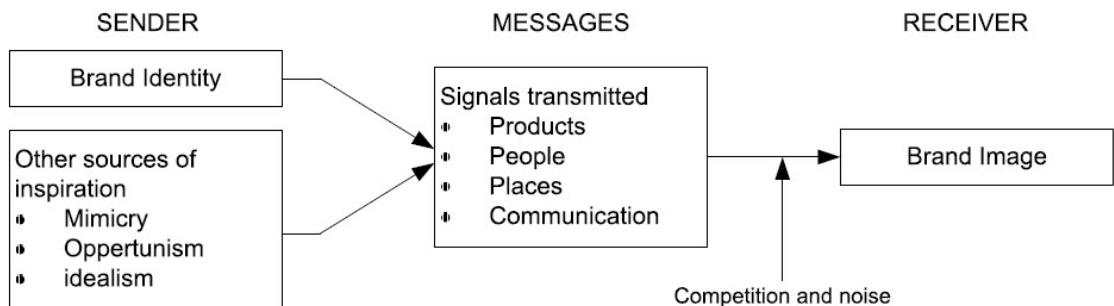 SENDER
MESSAGES
RECEIVER
Brand Identity
Other sources of
inspiration
Mimicry
Oppertunism
idealism
Signals transmitted
Products
People
Places
Communication
Brand Image
Competition and noise